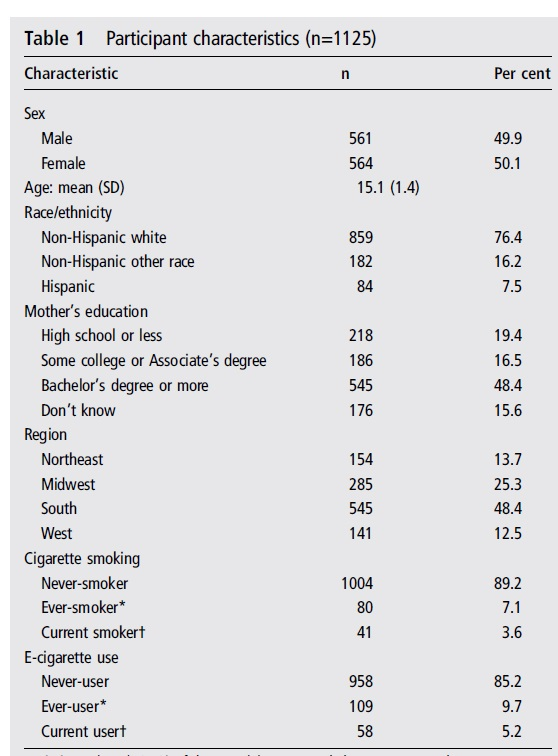 Table 1 Participant characteristics (n=1125)
Characteristic n Per cent
Sex
Male 561 49.9
Female 564 50.1
Age: mean (SD) 15.1 (1.4)
Race/ethnicity
Non-Hispanic white 859 76.4
Non-Hispanic other race 182 16.2
Hispanic 84 7.5
Mother's education
High school or less 218 19.4
Some college or Associate's degree 186 16.5
Bachelor's degree or more 545 48.4
Don't know 176 15.6
Region
Northeast 154 13.7
Midwest 285 25.3
South 545 48.4
West 141 12.5
Cigarette smoking
Never-smoker 1004 89.2
Ever-smoker* 80 7.1
Current smoker† 41 3.6
E-cigarette use
Never-user 958 85.2
Ever-user* 109 9.7
Current user† 58 5.2